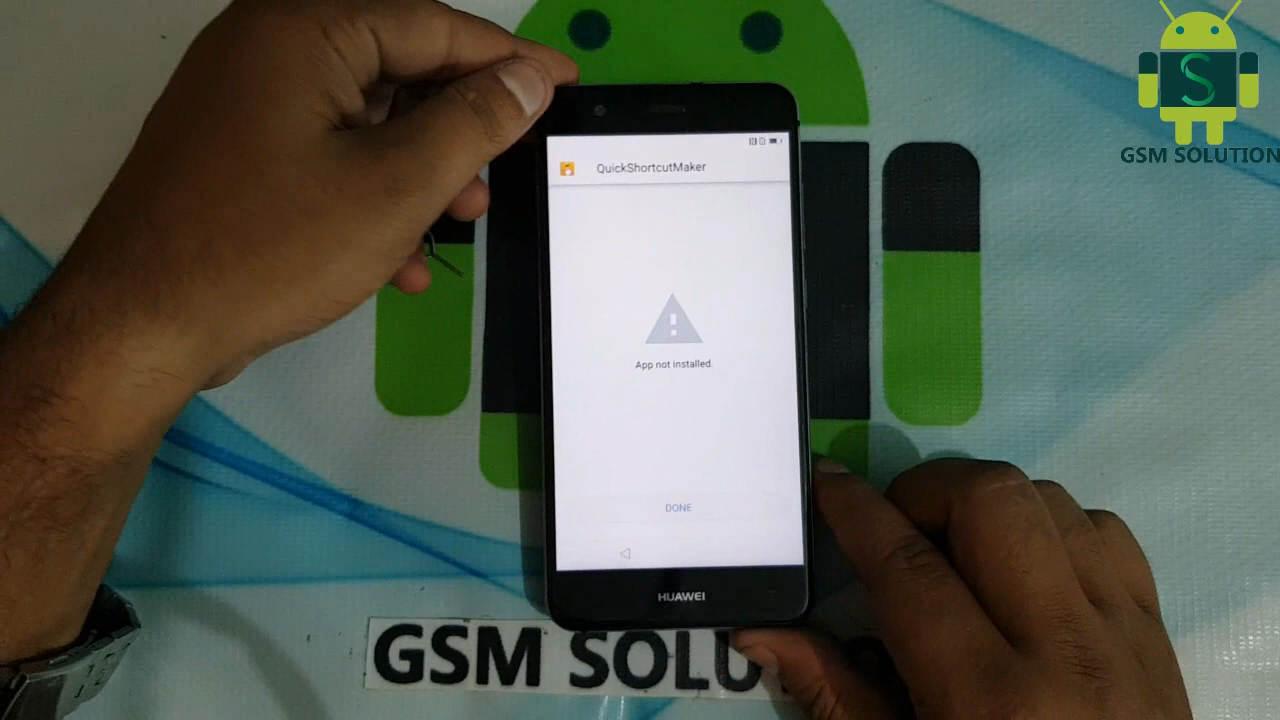 GSM SOLUTION
QuickShortcutMaker
App not installed
DONE
HUAWEI
GSM SOLU